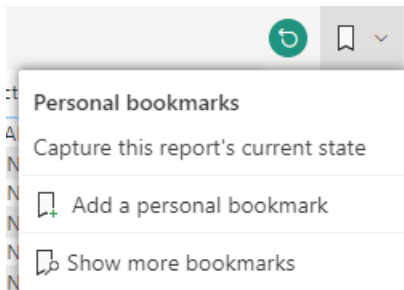 Personal bookmarks
Capture this report's current state
Add a personal bookmark
Show more bookmarks